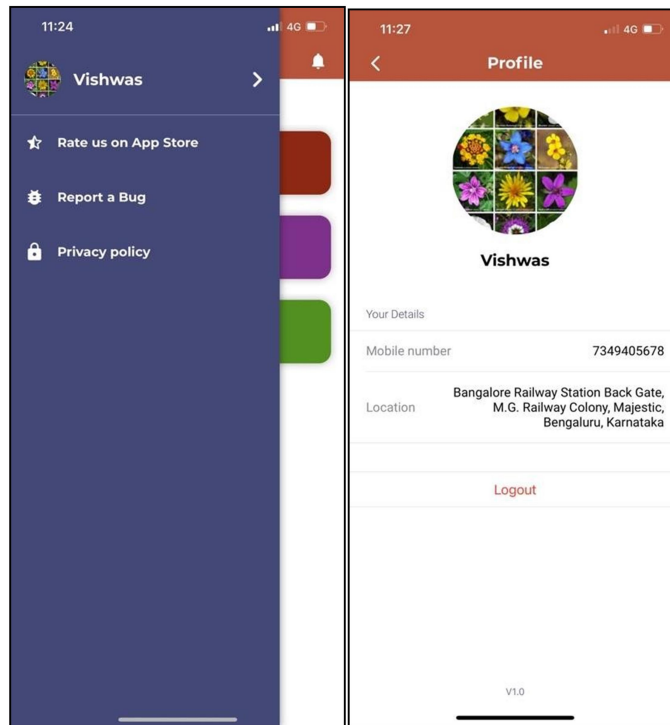 11:24
4G
Vishwas
Rate us on App Store
Report a Bug
Privacy policy
11:27
4G
Profile
Vishwas
Your Details
Mobile number
7349405678
Location
Bangalore Railway Station Back Gate,
M.G. Railway Colony, Majestic,
Bengaluru, Karnataka
Logout
V1.0